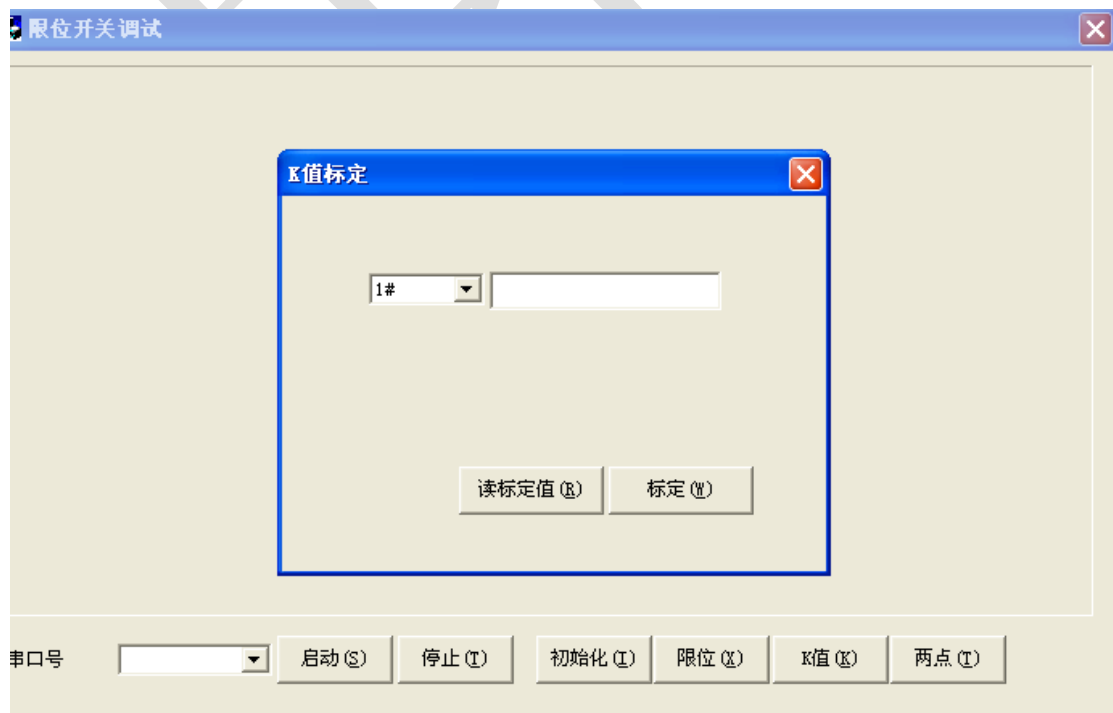 限位开关调试
K值标定
1#
读标定值(R) 标定(W)
串口号 启动(S) 停止(T) 初始化(I) 限位(X) K值(K) 两点(T)